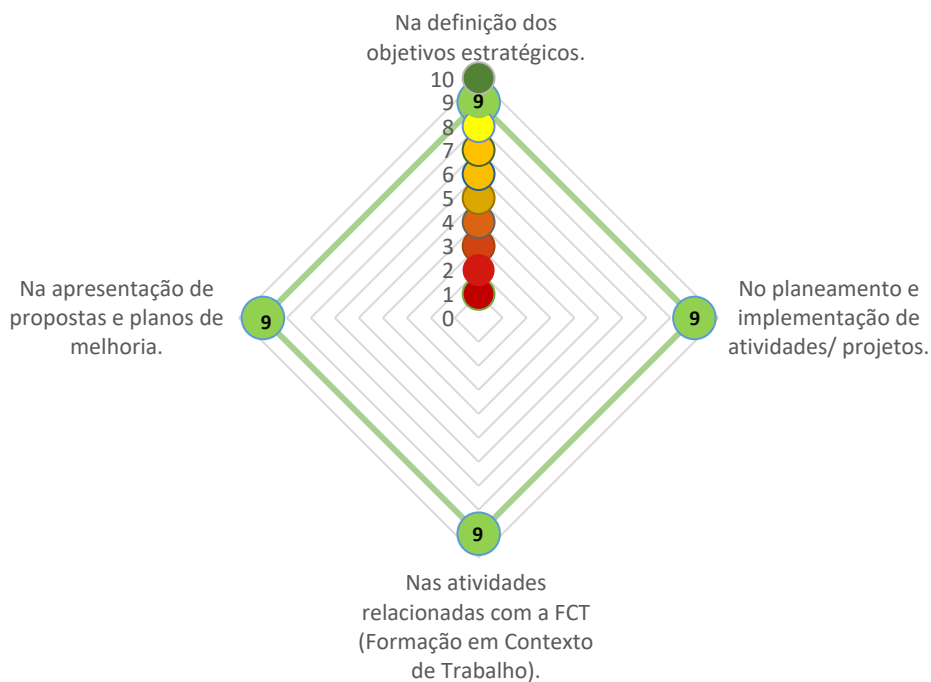 Na definição dos
objetivos estratégicos.
10
9
9
8
7
6
5
4
3
2
1
0
Na apresentação de
propostas e planos de
melhoria.
9
9
No planeamento e
implementação de
atividades/ projetos.
9
Nas atividades
relacionadas com a FCT
(Formação em Contexto
de Trabalho).